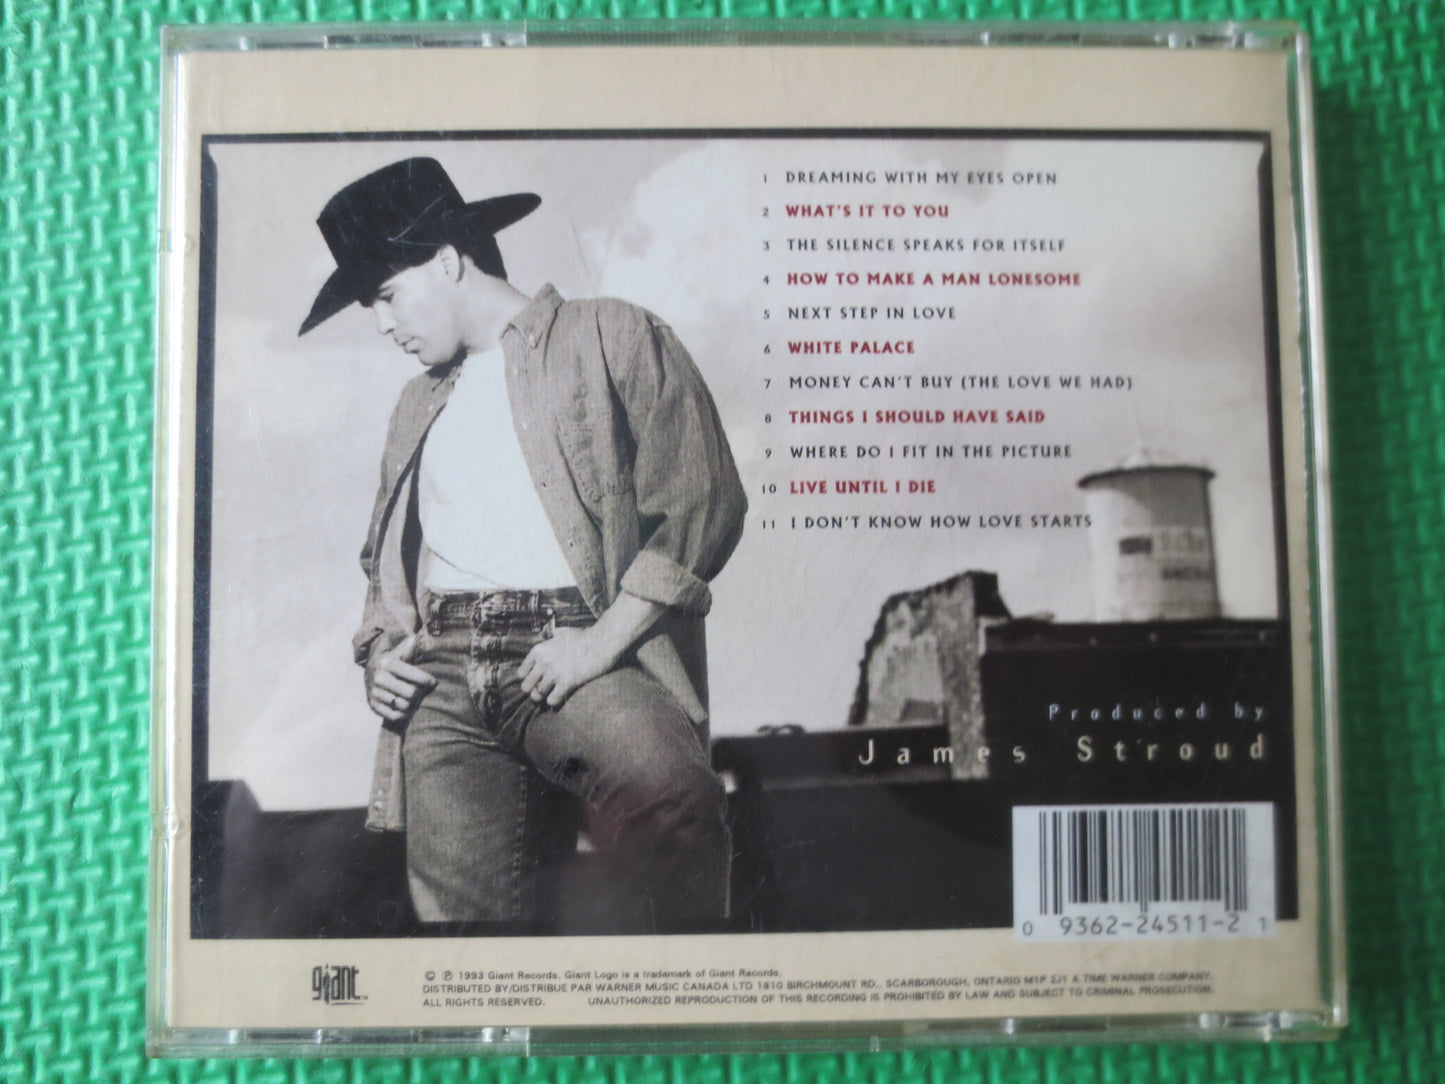 1 DREAMING WITH MY EYES OPEN
2 WHAT'S IT TO YOU
3 THE SILENCE SPEAKS FOR ITSELF
4 HOW TO MAKE A MAN LONESOME
5 NEXT STEP IN LOVE
6 WHITE PALACE
7 MONEY CAN'T BUY (THE LOVE WE HAD)
8 THINGS I SHOULD HAVE SAID
9 WHERE DO I FIT IN THE PICTURE
10 LIVE UNTIL I DIE
11 I DON'T KNOW HOW LOVE STARTS
Produced by
James Stroud
0 9362-24511-2 1
giant™
© ℗ 1993 Giant Records. Giant Logo is a trademark of Giant Records.
DISTRIBUTED BY/DISTRIBUE PAR WARNER MUSIC CANADA LTD 1810 BIRCHMOUNT RD., SCARBOROUGH, ONTARIO M1P 2J1 A TIME WARNER COMPANY.
ALL RIGHTS RESERVED. UNAUTHORIZED REPRODUCTION OF THIS RECORDING IS PROHIBITED BY LAW AND SUBJECT TO CRIMINAL PROSECUTION.